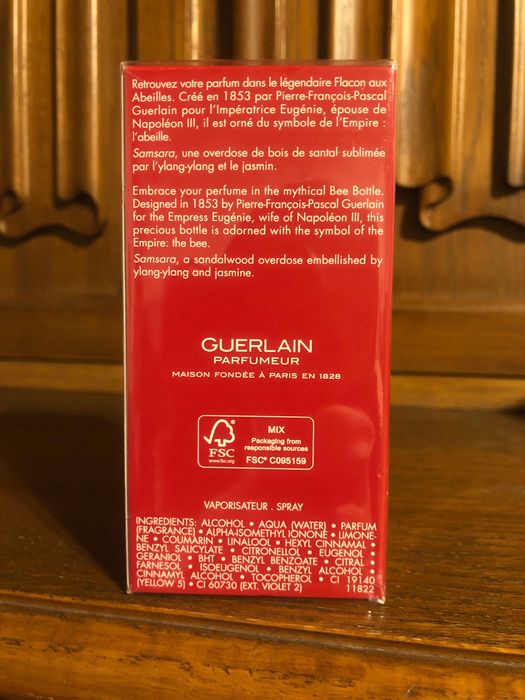 Retrouvez votre parfum dans le légendaire Flacon aux
Abeilles. Créé en 1853 par Pierre-François-Pascal
Guerlain pour l'Impératrice Eugénie, épouse de
Napoléon III, il est orné du symbole de l'Empire :
l'abeille.
Samsara, une overdose de bois de santal sublimée
par l'ylang-ylang et le jasmin.
Embrace your perfume in the mythical Bee Bottle.
Designed in 1853 by Pierre-François-Pascal Guerlain
for the Empress Eugénie, wife of Napoléon III, this
precious bottle is adorned with the symbol of the
Empire: the bee.
Samsara, a sandalwood overdose embellished by
ylang-ylang and jasmine.
GUERLAIN
PARFUMEUR
MAISON FONDÉE À PARIS EN 1828
FSC
www.fsc.org
MIX
Packaging from
responsible sources
FSC® C095159
VAPORISATEUR . SPRAY
INGREDIENTS: ALCOHOL • AQUA (WATER) • PARFUM
(FRAGRANCE) • ALPHA-ISOMETHYL IONONE • LIMONE-
NE • COUMARIN • LINALOOL • HEXYL CINNAMAL •
BENZYL SALICYLATE • CITRONELLOL • EUGENOL •
GERANIOL • BHT • BENZYL BENZOATE • CITRAL •
FARNESOL • ISOEUGENOL • BENZYL ALCOHOL •
CINNAMYL ALCOHOL • TOCOPHEROL • CI 19140
(YELLOW 5) • CI 60730 (EXT. VIOLET 2) 11822